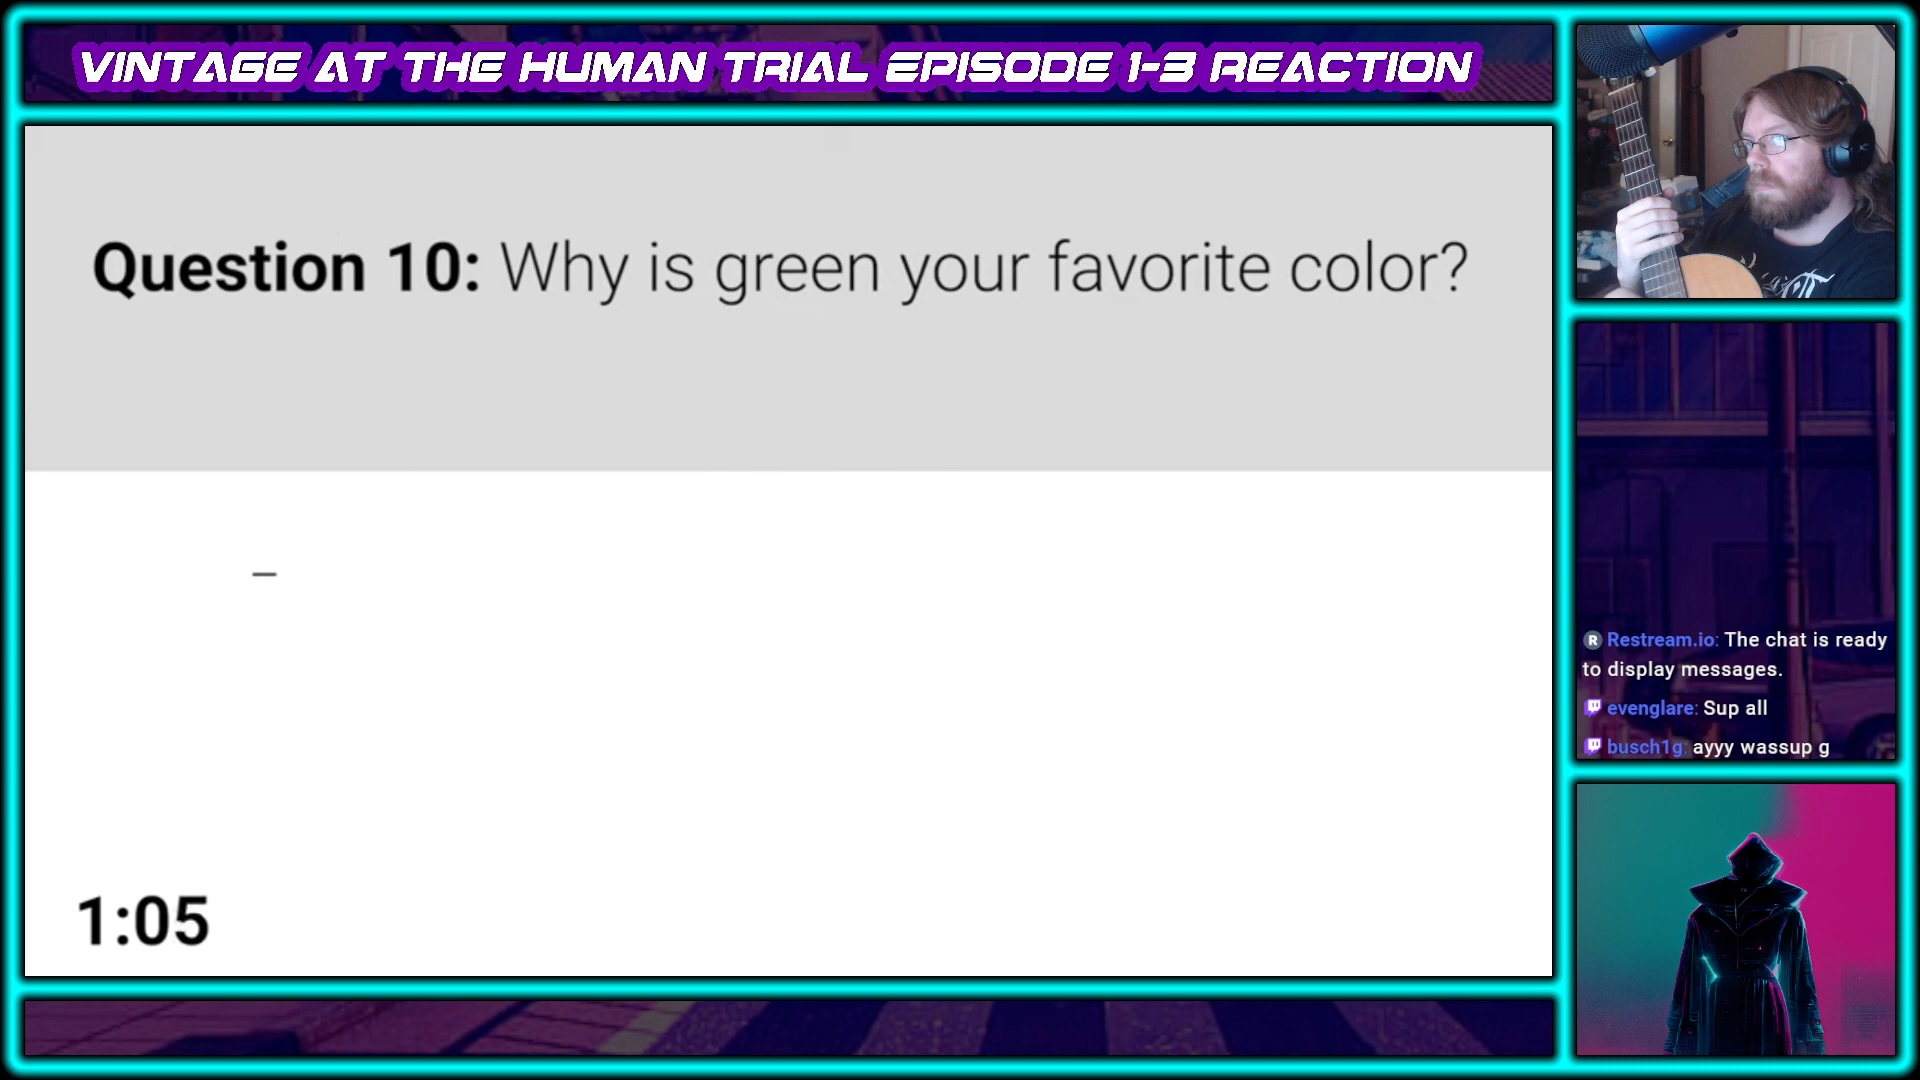 VINTAGE AT THE HUMAN TRIAL EPISODE 1-3 REACTION
Question 10: Why is green your favorite color?
_
1:05
R Restream.io: The chat is ready
to display messages.
evenglare: Sup all
busch1g: ayyy wassup g